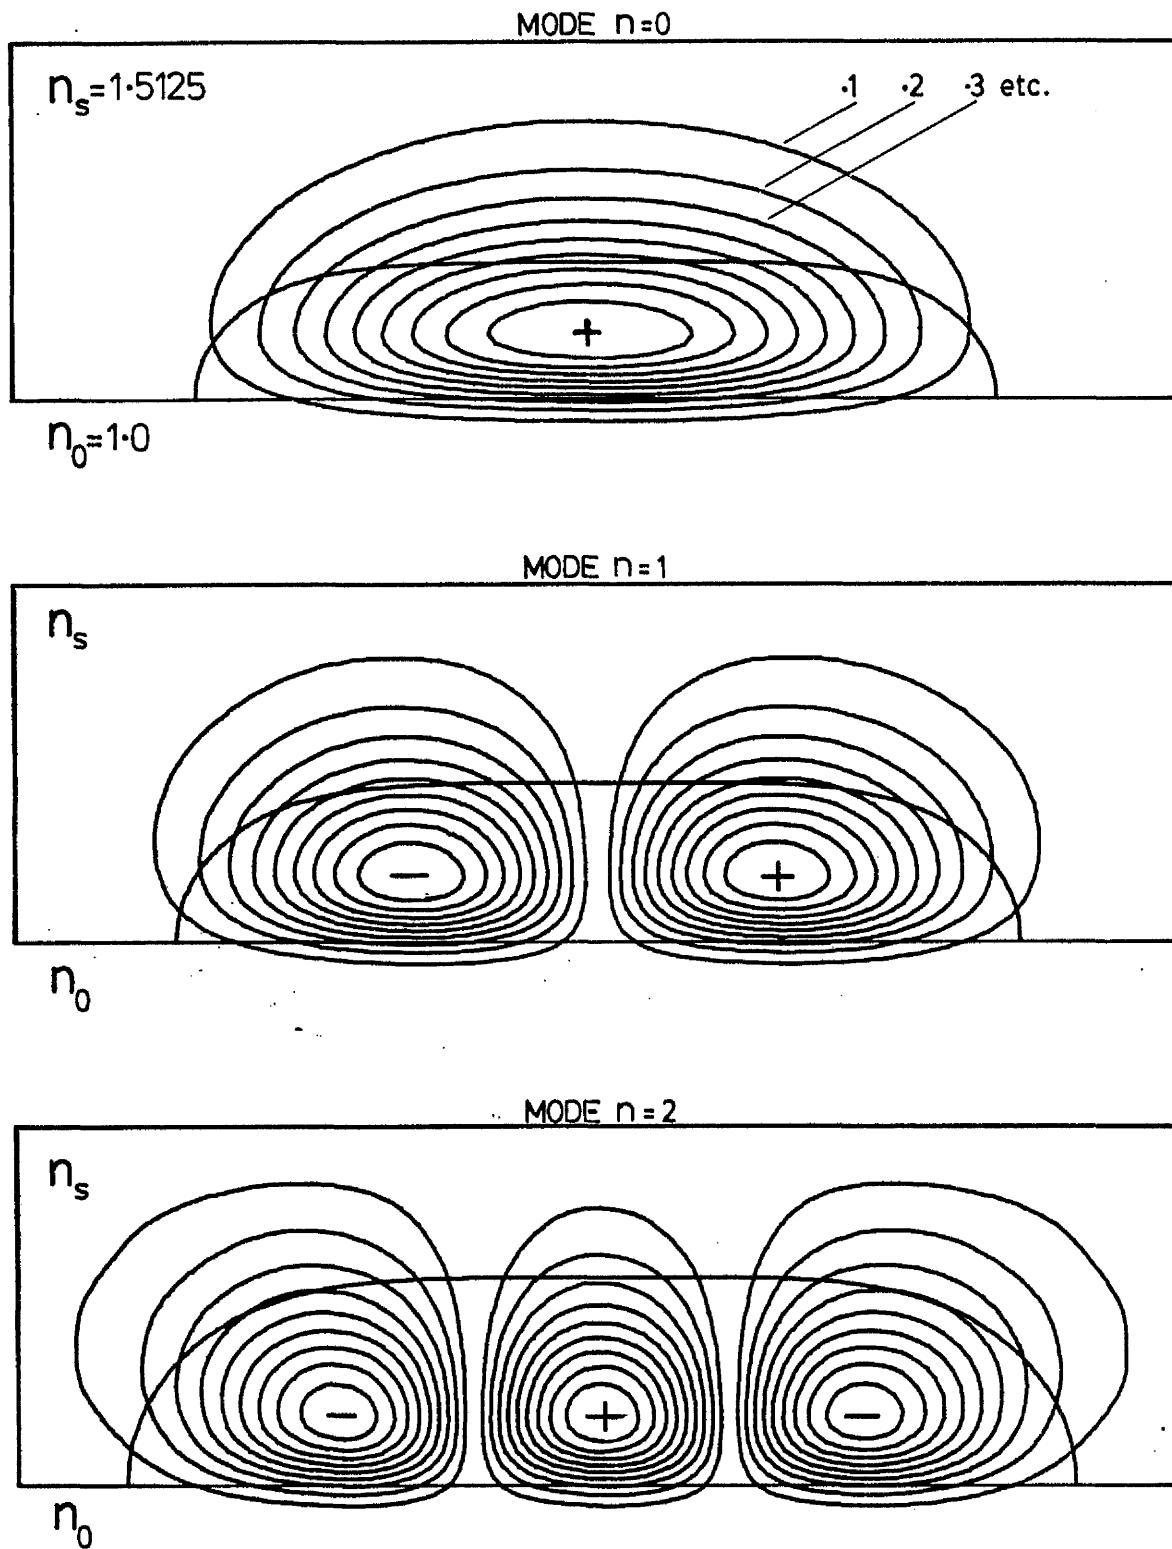 MODE n=0
n_s=1·5125
·1 ·2 ·3 etc.
n_0=1·0
MODE n=1
n_s
−
+
n_0
MODE n=2
n_s
−
+
−
n_0